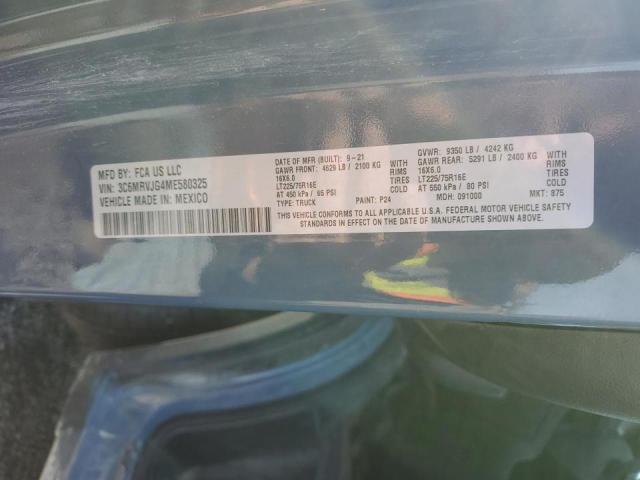 MFD BY: FCA US LLC
VIN: 3C6MRVJG4ME580325
VEHICLE MADE IN: MEXICO
DATE OF MFR (BUILT): 9-21
GAWR FRONT: 4629 LB / 2100 KG
16X6.0 WITH RIMS
LT225/75R16E TIRES
AT 450 kPa / 65 PSI COLD
TYPE: TRUCK PAINT: P24
GVWR: 9350 LB / 4242 KG
GAWR REAR: 5291 LB / 2400 KG
16X6.0 WITH RIMS
LT225/75R16E TIRES
AT 550 kPa / 80 PSI COLD
MDH: 091000 MKT: 875
THIS VEHICLE CONFORMS TO ALL APPLICABLE U.S.A. FEDERAL MOTOR VEHICLE SAFETY
STANDARDS IN EFFECT ON THE DATE OF MANUFACTURE SHOWN ABOVE.